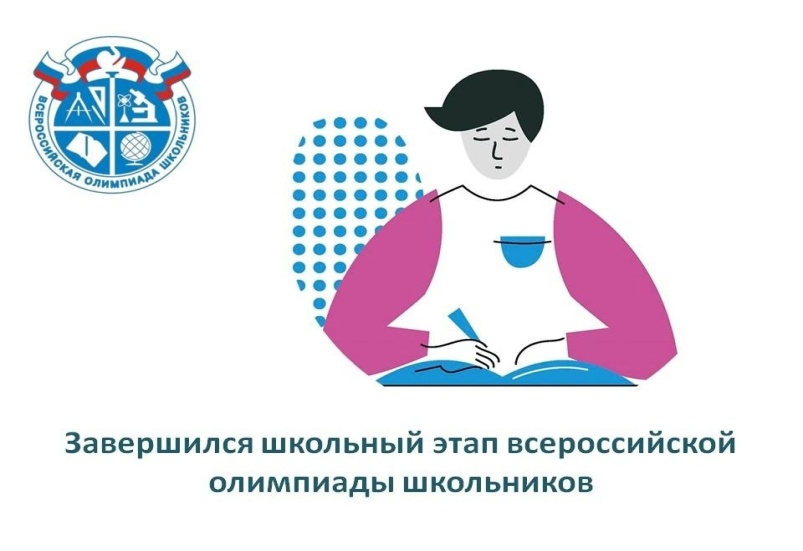 ВСЕРОССИЙСКАЯ ОЛИМПИАДА ШКОЛЬНИКОВ
Завершился школьный этап всероссийской
олимпиады школьников